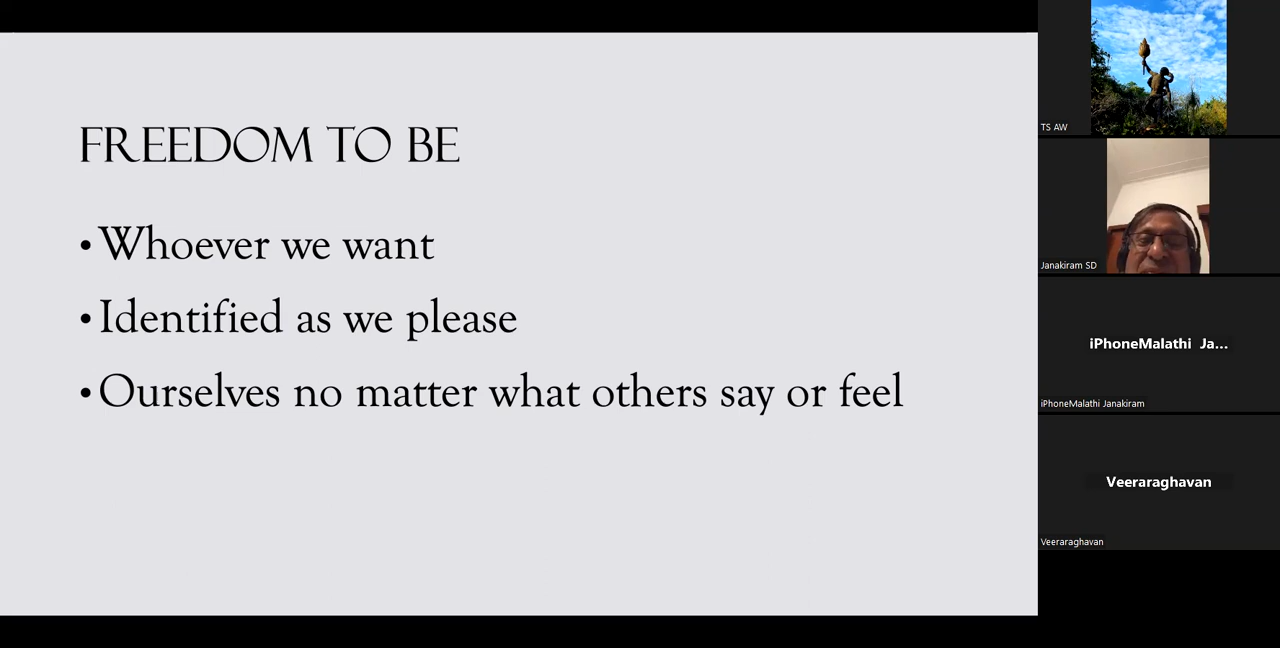 FREEDOM TO BE
• Whoever we want
• Identified as we please
• Ourselves no matter what others say or feel
TS AW
Janakiram SD
iPhoneMalathi Ja...
iPhoneMalathi Janakiram
Veeraraghavan
Veeraraghavan